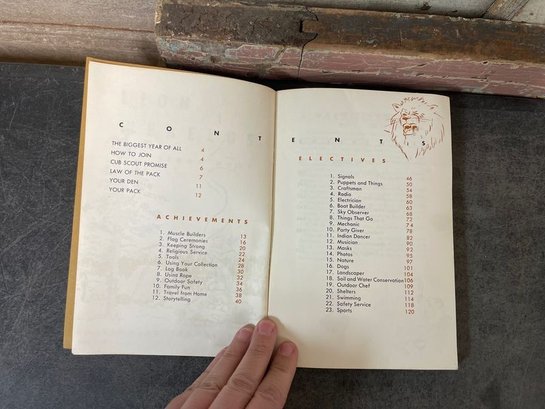 C O N T
THE BIGGEST YEAR OF ALL 4
HOW TO JOIN 4
CUB SCOUT PROMISE 6
LAW OF THE PACK 7
YOUR DEN 11
YOUR PACK 12
ACHIEVEMENTS
1. Muscle Builders 13
2. Flag Ceremonies 16
3. Keeping Strong 20
4. Religious Service 22
5. Tools 24
6. Using Your Collection 28
7. Log Book 30
8. Using Rope 32
9. Outdoor Safety 34
10. Family Fun 36
11. Travel from Home 38
12. Storytelling 40
E N T S
ELECTIVES
1. Signals 46
2. Puppets and Things 50
3. Craftsman 54
4. Radio 58
5. Electrician 60
6. Boat Builder 63
7. Sky Observer 68
8. Things That Go 72
9. Mechanic 74
10. Party Giver 78
11. Indian Dancer 82
12. Musician 90
13. Masks 92
14. Photos 95
15. Nature 97
16. Dogs 101
17. Landscaper 104
18. Soil and Water Conservation 108
19. Outdoor Chef 109
20. Shelters 112
21. Swimming 114
22. Safety Service 118
23. Sports 120